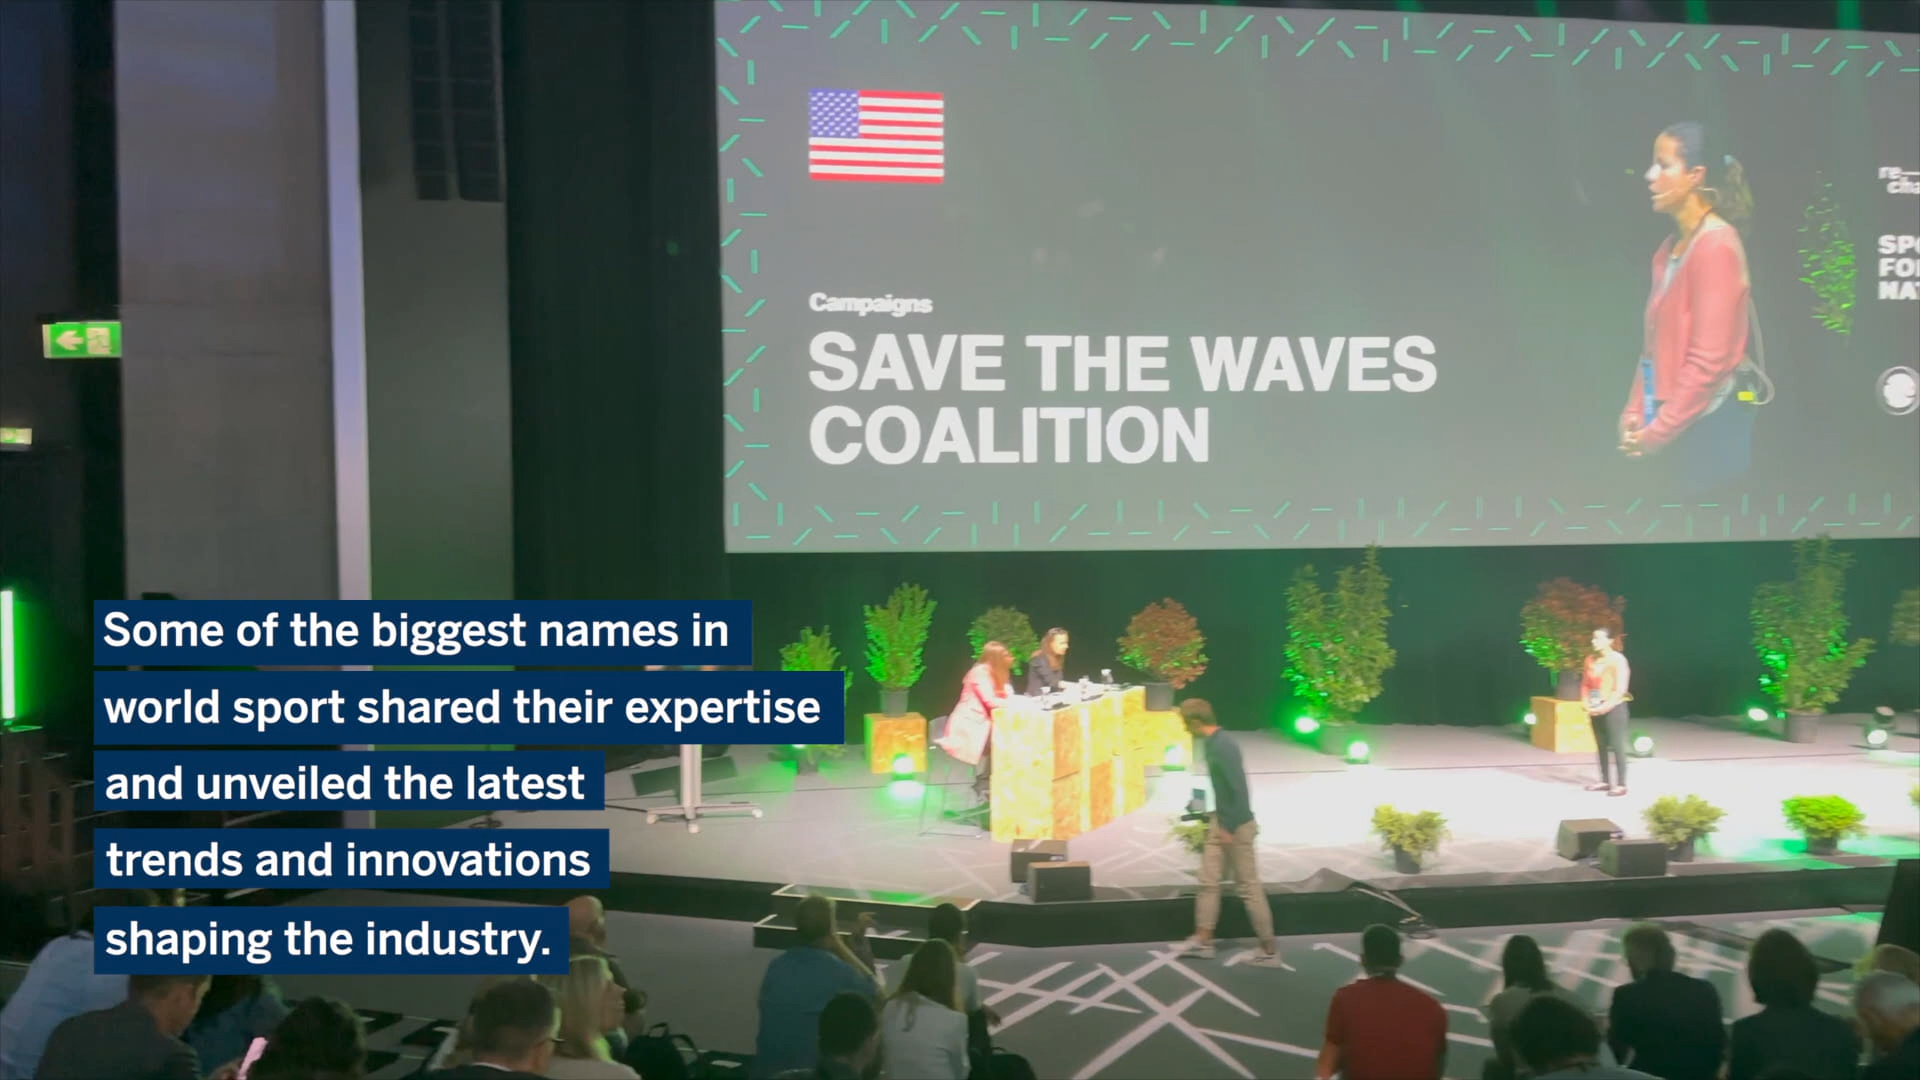 Campaigns
SAVE THE WAVES
COALITION
Some of the biggest names in
world sport shared their expertise
and unveiled the latest
trends and innovations
shaping the industry.